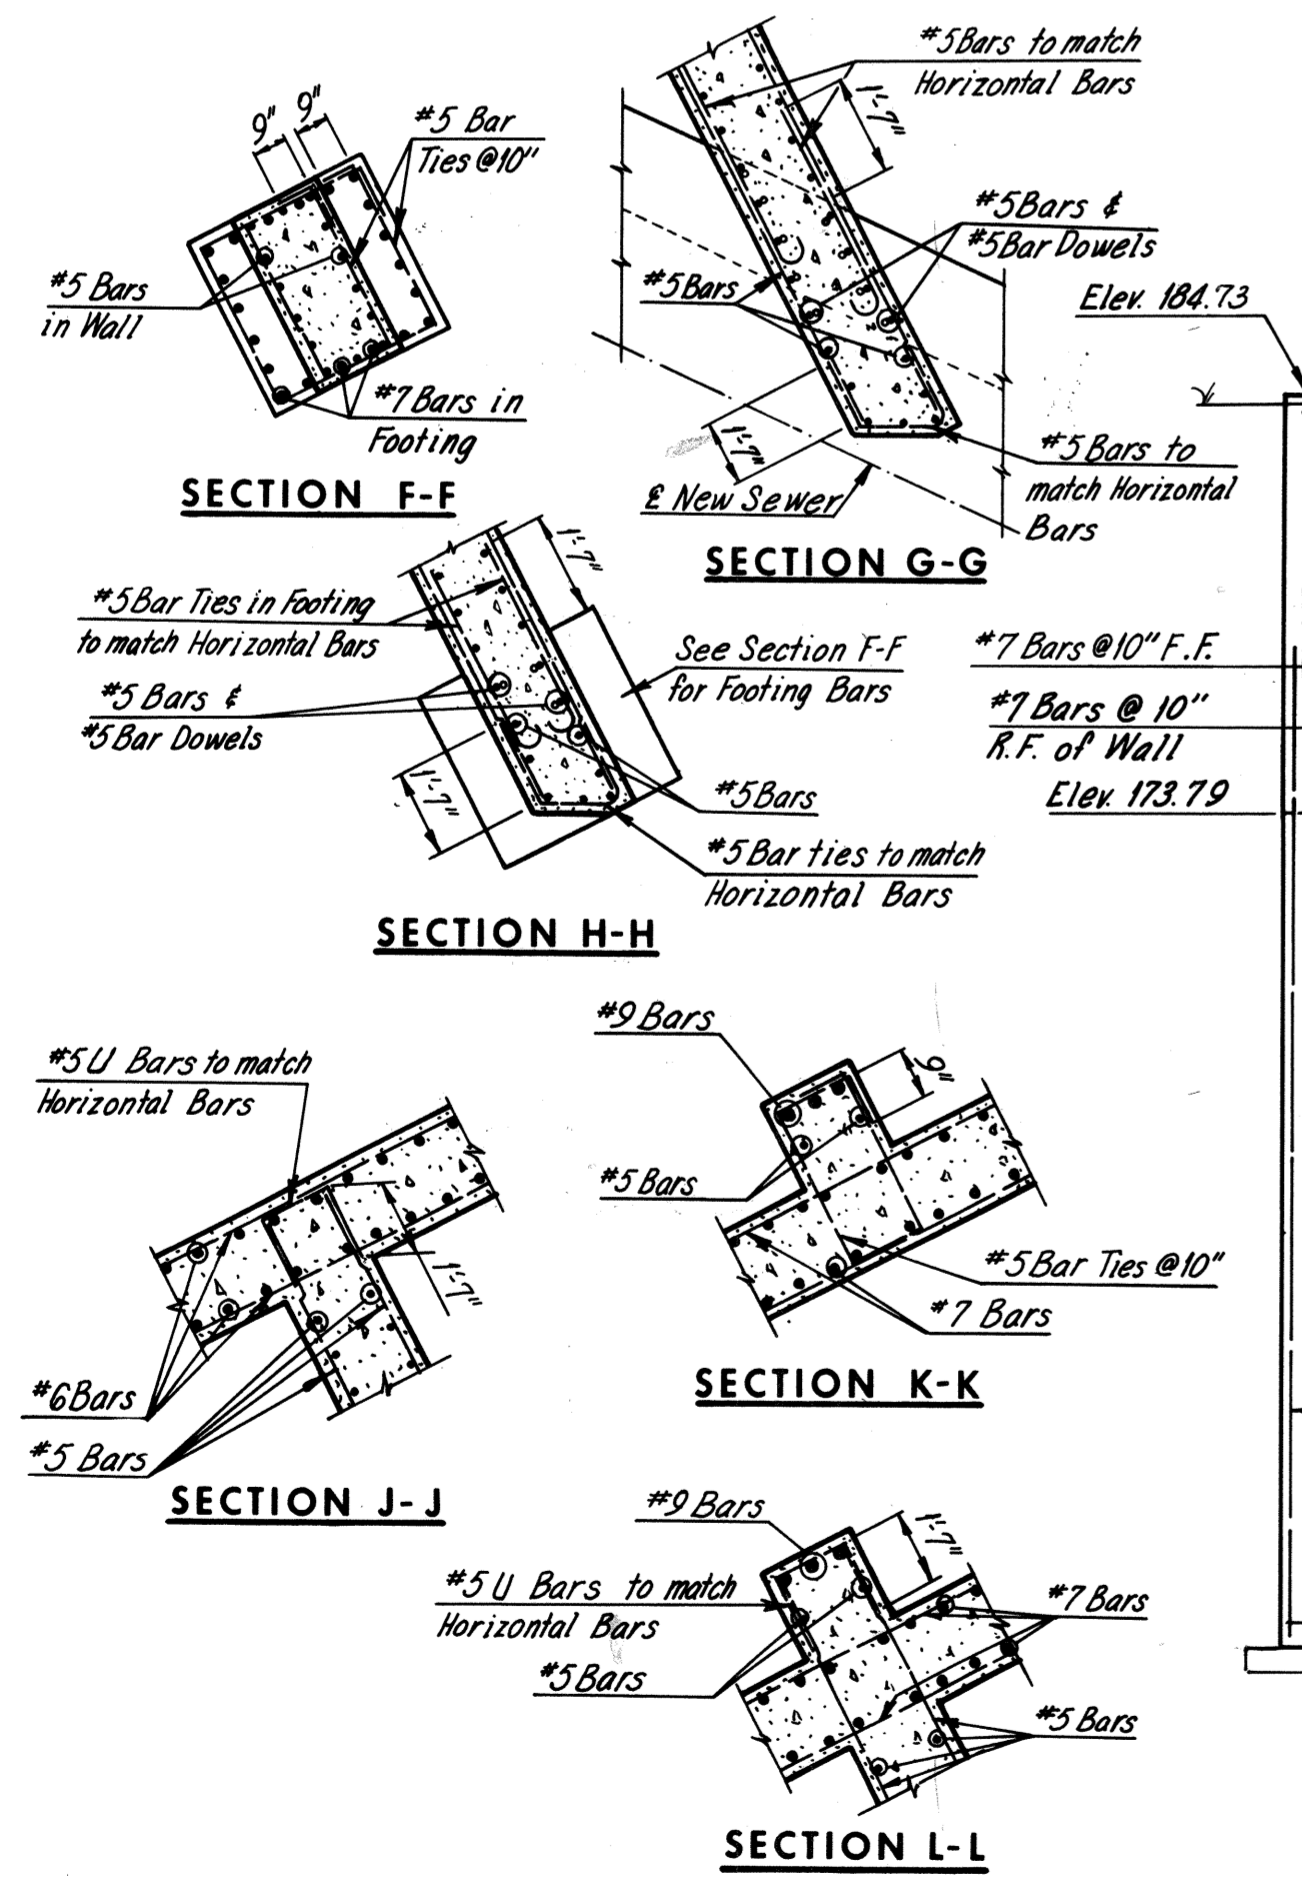 9" 9"
#5 Bar
Ties @10"
#5 Bars
in Wall
#7 Bars in
Footing
SECTION F-F
#5 Bars to match
Horizontal Bars
1'-7"
#5 Bars &
#5 Bar Dowels
#5 Bars
1'-7"
#5 Bars to
match Horizontal
Bars
℄ New Sewer
SECTION G-G
Elev. 184.73
1'-7"
#5 Bar Ties in Footing
to match Horizontal Bars
#5 Bars &
#5 Bar Dowels
See Section F-F
for Footing Bars
1'-7"
#5 Bars
#5 Bar ties to match
Horizontal Bars
SECTION H-H
#7 Bars @10" F.F.
#7 Bars @ 10"
R.F. of Wall
Elev. 173.79
#5 U Bars to match
Horizontal Bars
1'-7"
#6 Bars
#5 Bars
SECTION J-J
#9 Bars
9"
#5 Bars
#5 Bar Ties @10"
#7 Bars
SECTION K-K
#9 Bars
1'-7"
#5 U Bars to match
Horizontal Bars
#5 Bars
#7 Bars
#5 Bars
SECTION L-L